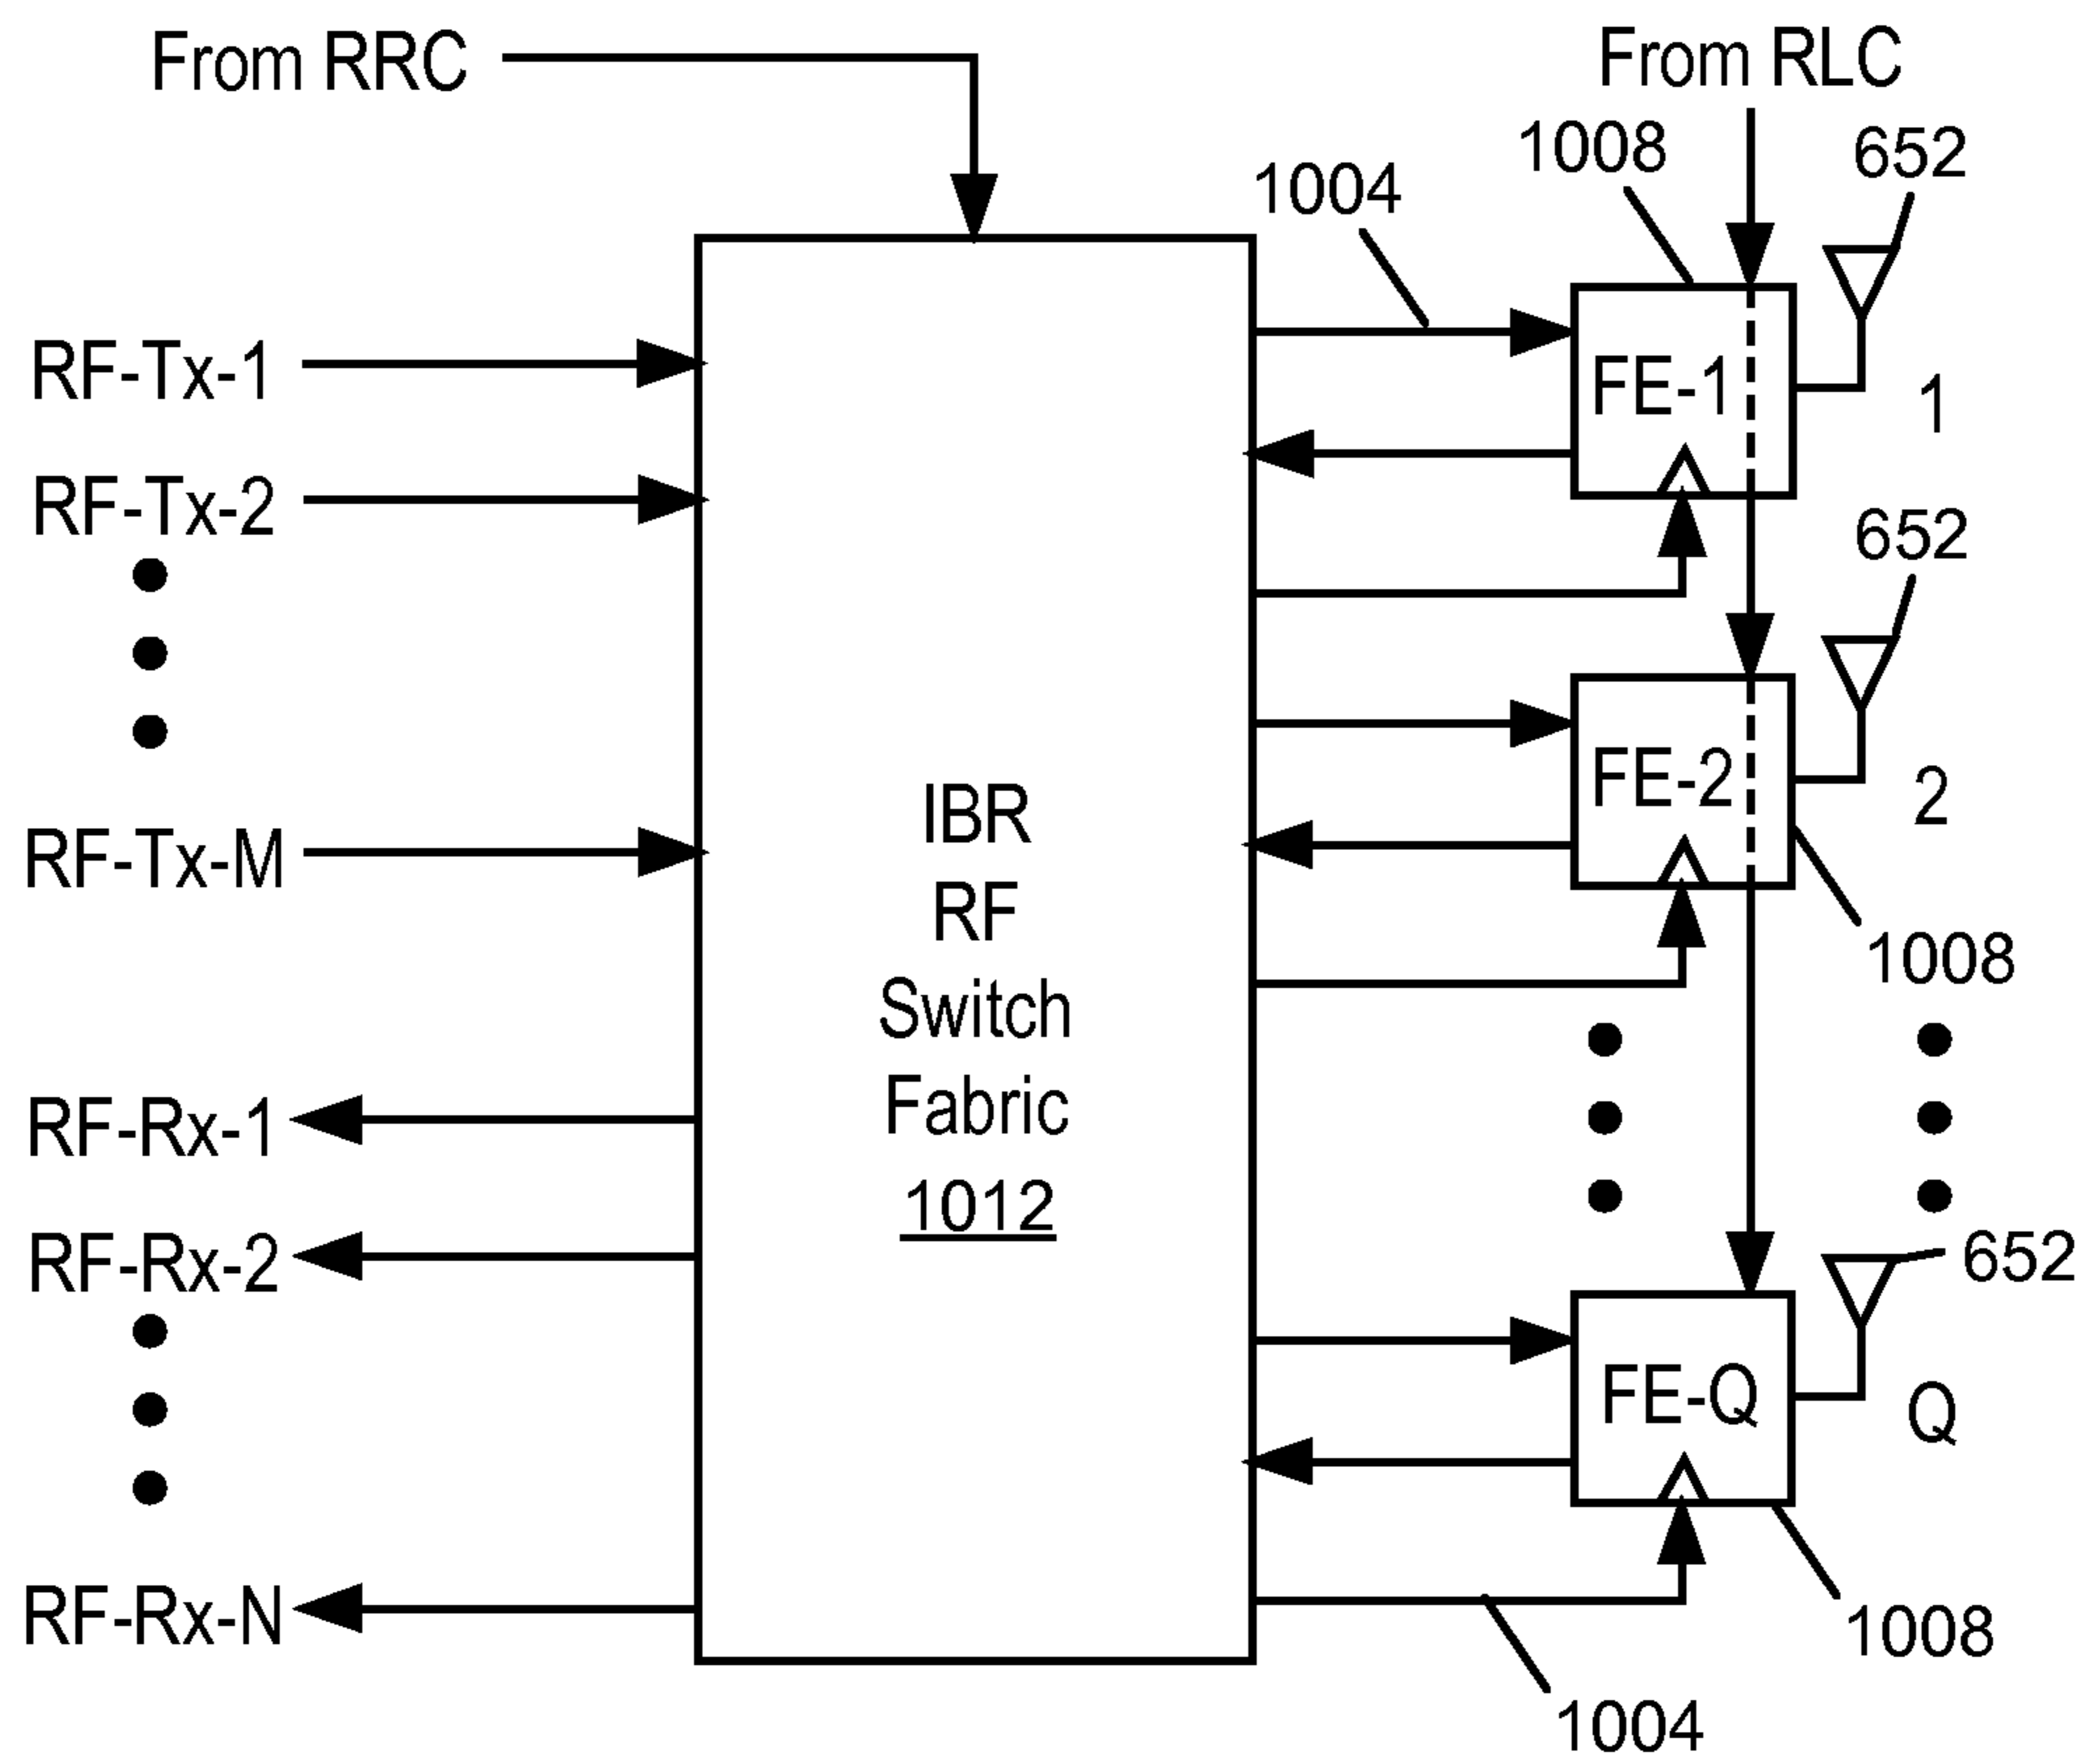 From RRC
From RLC
1008
652
1004
RF-Tx-1
FE-1
1
RF-Tx-2
652
FE-2
2
RF-Tx-M
IBR
RF
Switch
Fabric
1012
1008
RF-Rx-1
RF-Rx-2
652
FE-Q
Q
RF-Rx-N
1008
1004